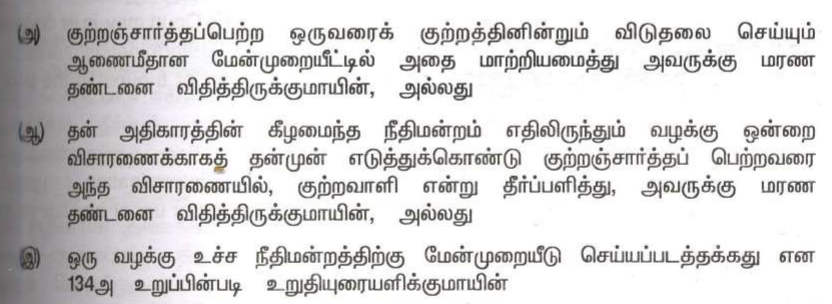 (அ) குற்றஞ்சார்த்தப்பெற்ற ஒருவரைக் குற்றத்தினின்றும் விடுதலை செய்யும்
ஆணைமீதான மேன்முறையீட்டில் அதை மாற்றியமைத்து அவருக்கு மரண
தண்டனை விதித்திருக்குமாயின், அல்லது
(ஆ) தன் அதிகாரத்தின் கீழமைந்த நீதிமன்றம் எதிலிருந்தும் வழக்கு ஒன்றை
விசாரணைக்காகத் தன்முன் எடுத்துக்கொண்டு குற்றஞ்சார்த்தப் பெற்றவரை
அந்த விசாரணையில், குற்றவாளி என்று தீர்ப்பளித்து, அவருக்கு மரண
தண்டனை விதித்திருக்குமாயின், அல்லது
(இ) ஒரு வழக்கு உச்ச நீதிமன்றத்திற்கு மேன்முறையீடு செய்யப்படத்தக்கது என
134அ உறுப்பின்படி உறுதியுரையளிக்குமாயின்